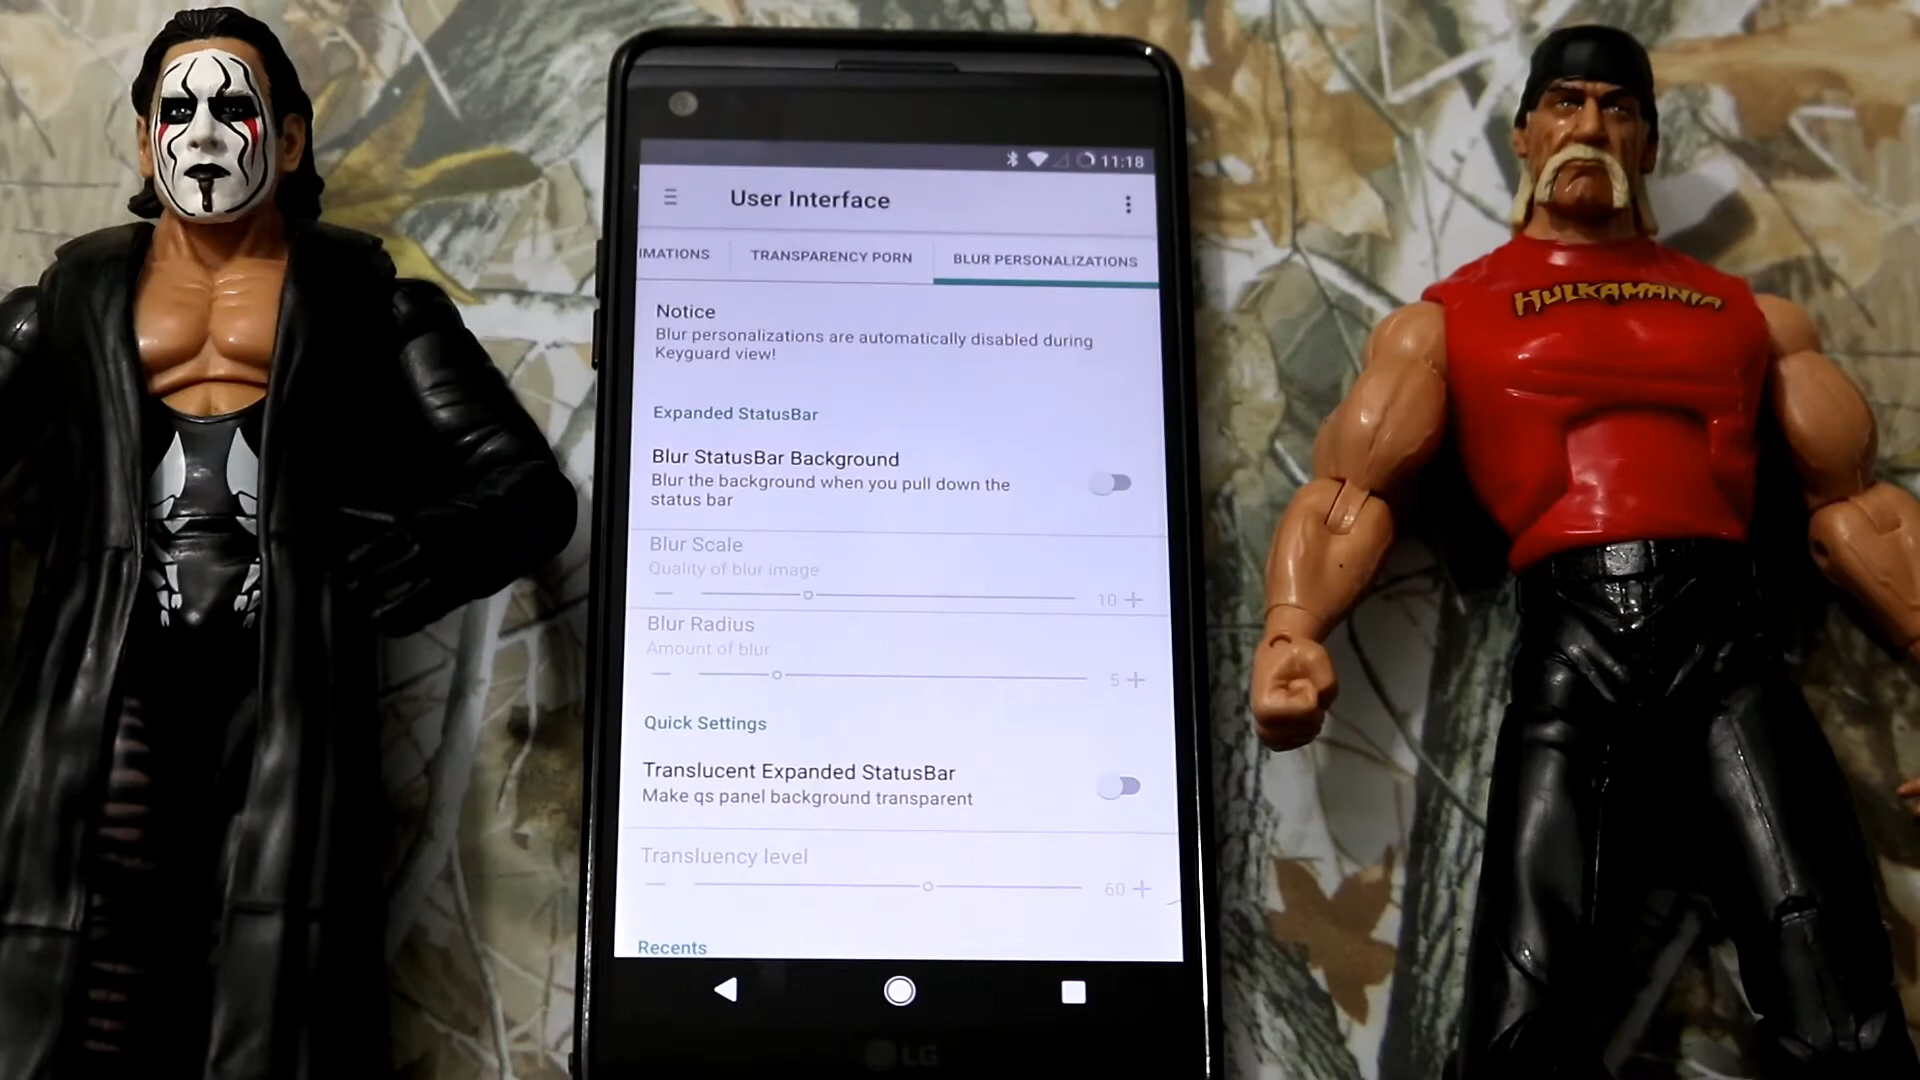 11:18
User Interface
IMATIONS TRANSPARENCY PORN BLUR PERSONALIZATIONS
Notice
Blur personalizations are automatically disabled during
Keyguard view!
Expanded StatusBar
Blur StatusBar Background
Blur the background when you pull down the
status bar
Blur Scale
Quality of blur image
10
Blur Radius
Amount of blur
5
Quick Settings
Translucent Expanded StatusBar
Make qs panel background transparent
Transluency level
60
Recents
LG
HULKAMANIA